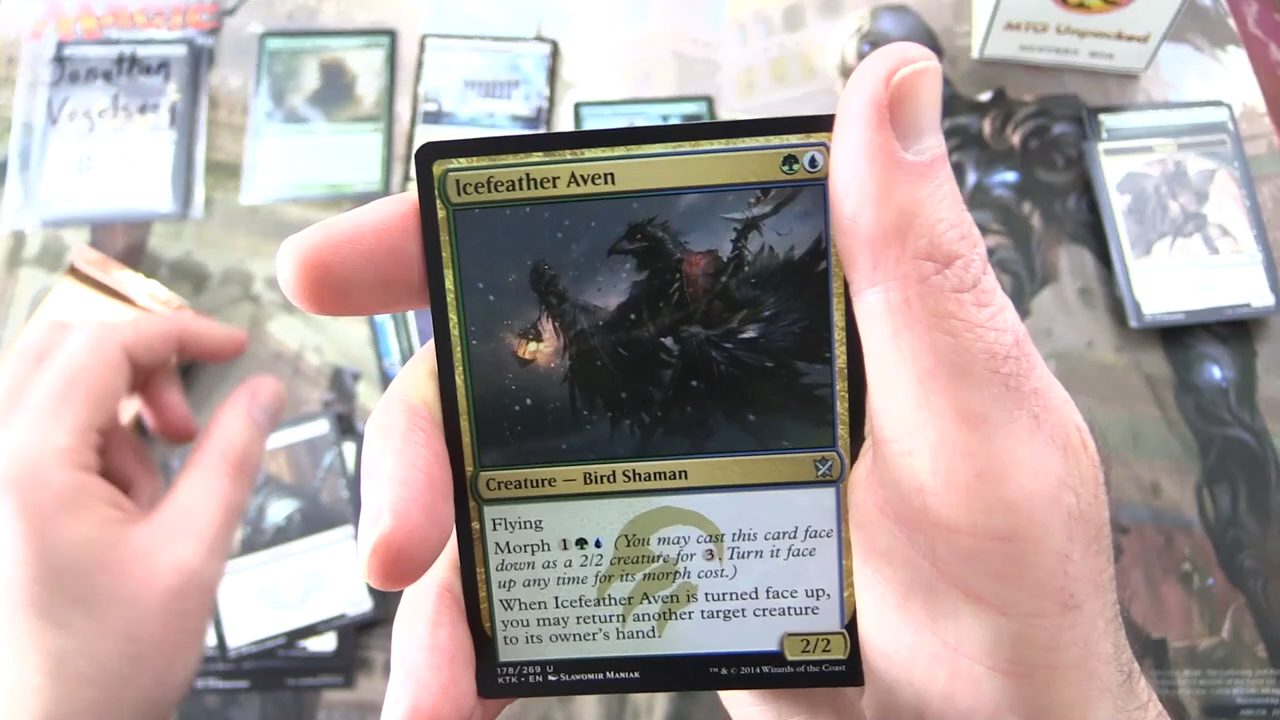 MAGIC
Jonathan
Vogelserg
MTG Unpacked
Icefeather Aven
Creature — Bird Shaman
Flying
Morph 1 (You may cast this card face
down as a 2/2 creature for 3. Turn it face
up any time for its morph cost.)
When Icefeather Aven is turned face up,
you may return another target creature
to its owner's hand.
2/2
178/269 U
KTK • EN SLAWOMIR MANIAK
™ & © 2014 Wizards of the Coast